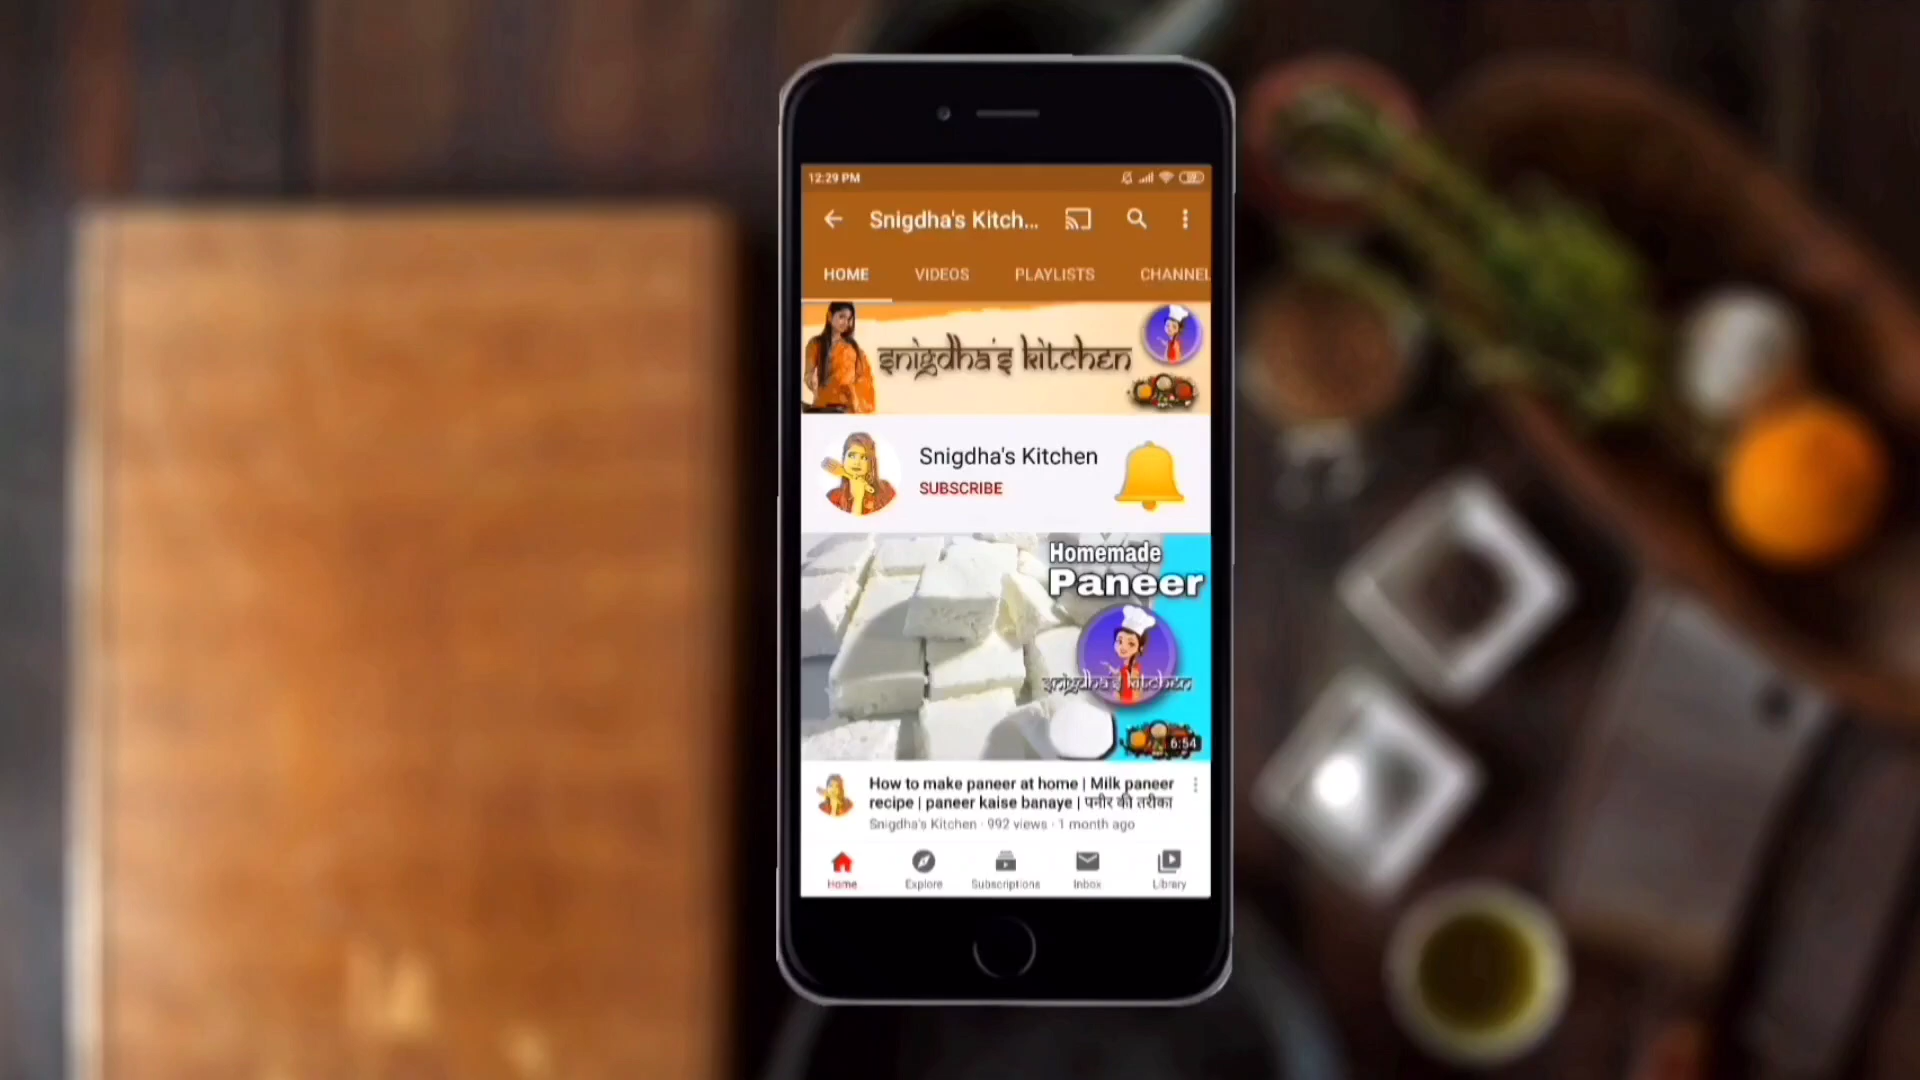 12:29 PM
Snigdha's Kitch...
HOME VIDEOS PLAYLISTS CHANNEL
snigdha's kitchen
Snigdha's Kitchen
SUBSCRIBE
Homemade
Paneer
snigdha's kitchen
6:54
How to make paneer at home | Milk paneer
recipe | paneer kaise banaye | पनीर की तरीका
Snigdha's Kitchen · 992 views · 1 month ago
Home Explore Subscriptions Inbox Library